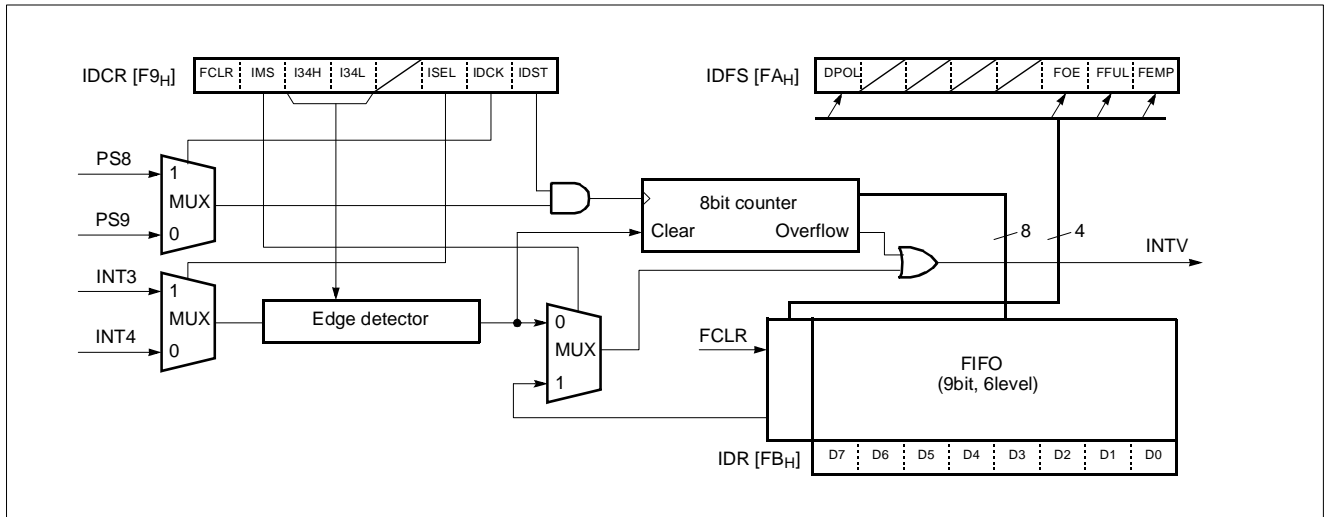 IDCR [F9H] FCLR IMS I34H I34L ISEL IDCK IDST
IDFS [FAH] DPOL FOE FFUL FEMP
PS8
1
MUX
PS9
0
8bit counter
Clear
Overflow
8
4
INTV
INT3
1
MUX
INT4
0
Edge detector
0
MUX
1
FCLR
FIFO
(9bit, 6level)
IDR [FBH] D7 D6 D5 D4 D3 D2 D1 D0